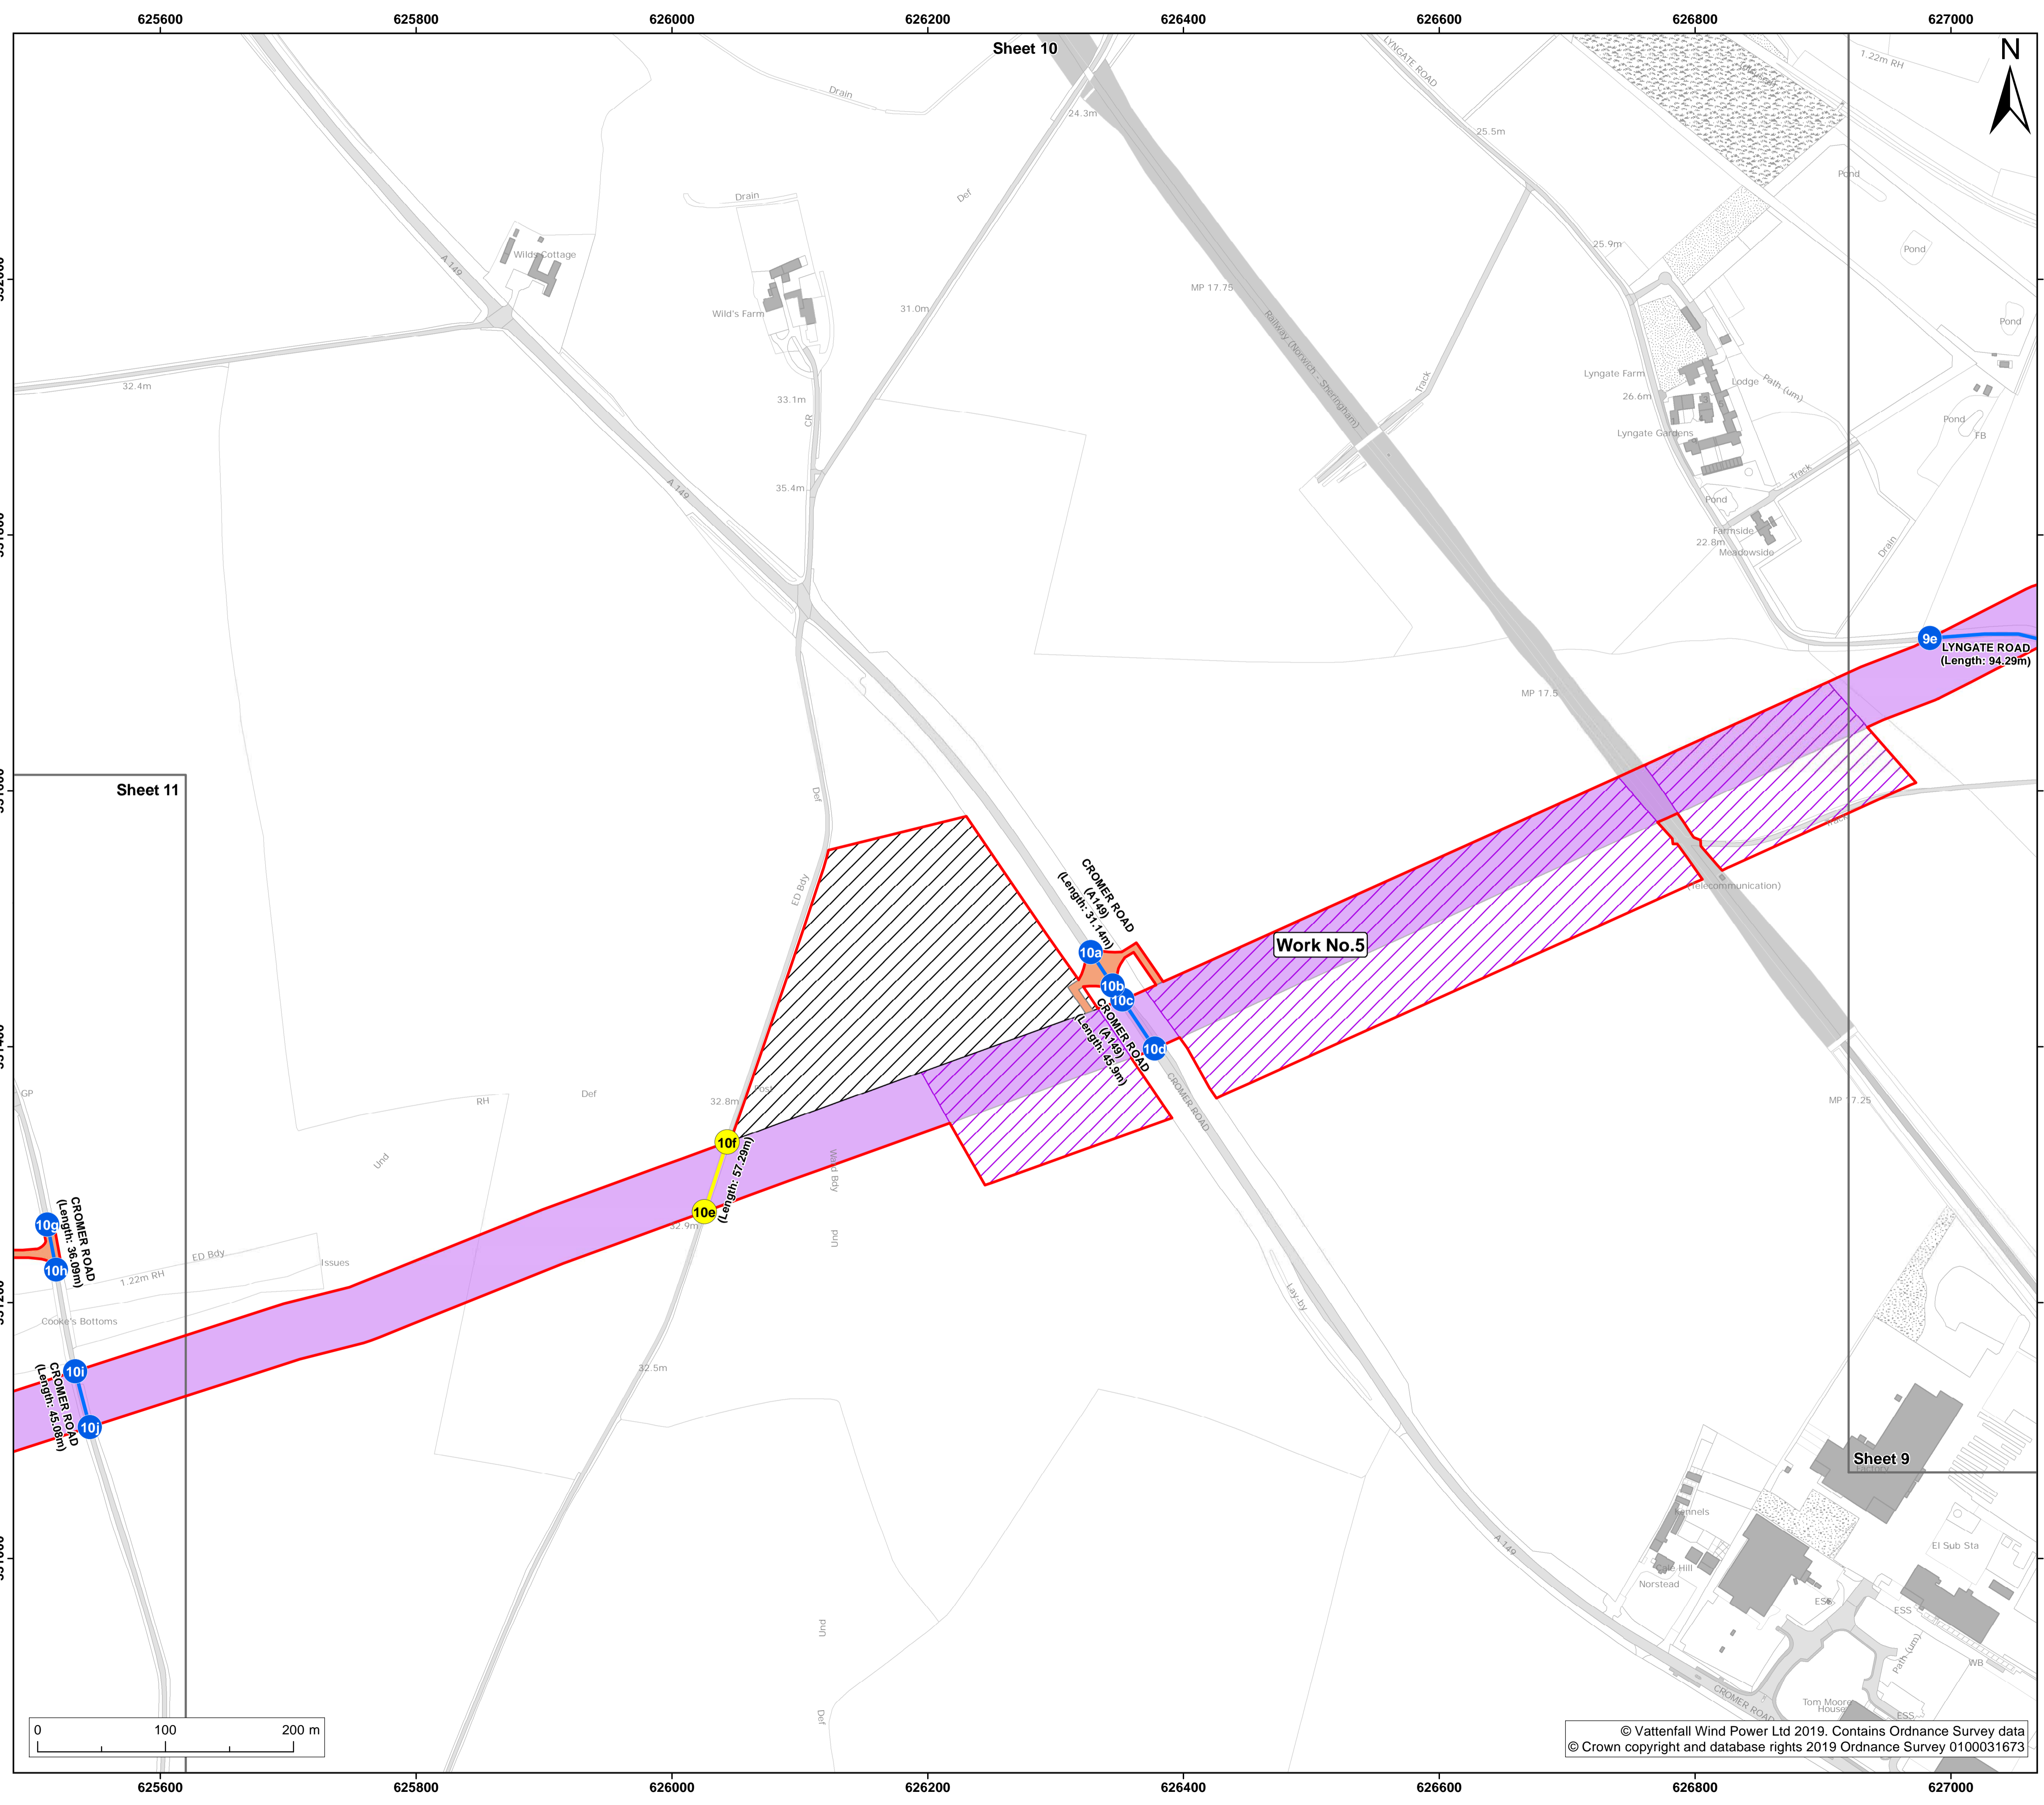 625600 625800 626000 626200 626400 626600 626800 627000
Sheet 10
N
LYNGATE ROAD
1.22m RH
Drain
24.3m
25.5m
Pond
Drain
Def
A 149
Wilds Cottage
25.9m
Pond
MP 17.75
31.0m
Wild's Farm
Railway (Norwich - Sheringham)
Pond
32.4m
33.1m
CR
Track
Lyngate Farm
Lodge
Path (um)
26.6m
Lyngate Gardens
Pond
FB
A 149
35.4m
Track
Pond
Farmside
22.8m
Meadowside
Drain
9e
LYNGATE ROAD
(Length: 94.29m)
MP 17.5
Sheet 11
Def
ED Bdy
(Telecommunication)
CROMER ROAD
(A149)
(Length: 31.14m)
Work No.5
10a
10b
10c
10d
CROMER ROAD
(A149)
(Length: 45.9m)
CROMER ROAD
GP
RH
Def
Post
32.8m
MP 17.25
Und
10f
10e
(Length: 57.29m)
32.9m
Ward Bdy
Und
10g
10h
CROMER ROAD
(Length: 36.09m)
ED Bdy
1.22m RH
Issues
Cooke's Bottoms
Lay-by
10i
10j
CROMER ROAD
(Length: 45.08m)
32.5m
Sheet 9
Factory
A 149
Kennels
El Sub Sta
Norstead
ESS
ESS
Und
Path (um)
WB
Def
CROMER ROAD
Tom Moore
House
ESS
0 100 200 m
© Vattenfall Wind Power Ltd 2019. Contains Ordnance Survey data
© Crown copyright and database rights 2019 Ordnance Survey 0100031673
625600 625800 626000 626200 626400 626600 626800 627000